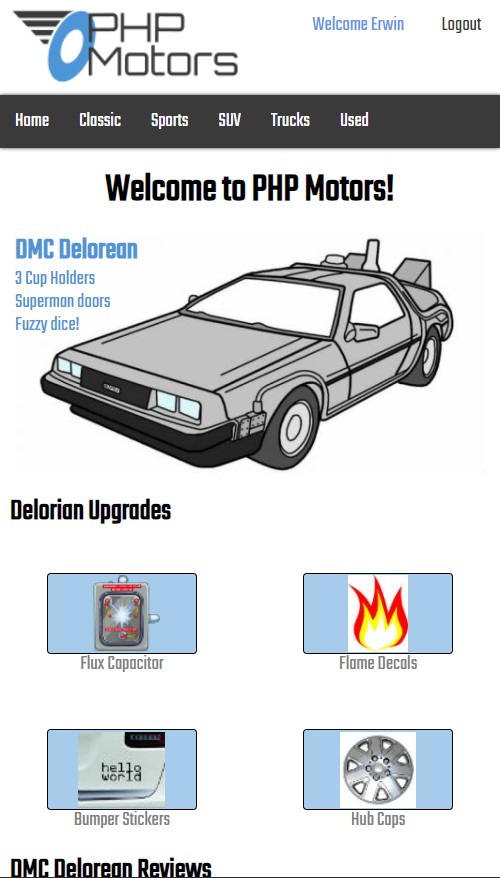 PHP
Motors
Welcome Erwin
Logout
Home
Classic
Sports
SUV
Trucks
Used
Welcome to PHP Motors!
DMC Delorean
3 Cup Holders
Superman doors
Fuzzy dice!
Delorian Upgrades
Flux Capacitor
Flame Decals
hello
world
Bumper Stickers
Hub Caps
DMC Delorean Reviews